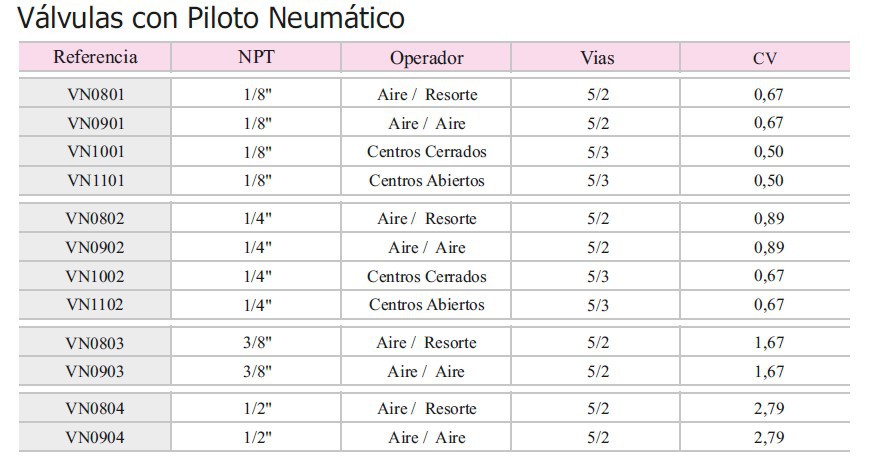 Válvulas con Piloto Neumático
Referencia NPT Operador Vias CV
VN0801 1/8" Aire / Resorte 5/2 0,67
VN0901 1/8" Aire / Aire 5/2 0,67
VN1001 1/8" Centros Cerrados 5/3 0,50
VN1101 1/8" Centros Abiertos 5/3 0,50
VN0802 1/4" Aire / Resorte 5/2 0,89
VN0902 1/4" Aire / Aire 5/2 0,89
VN1002 1/4" Centros Cerrados 5/3 0,67
VN1102 1/4" Centros Abiertos 5/3 0,67
VN0803 3/8" Aire / Resorte 5/2 1,67
VN0903 3/8" Aire / Aire 5/2 1,67
VN0804 1/2" Aire / Resorte 5/2 2,79
VN0904 1/2" Aire / Aire 5/2 2,79